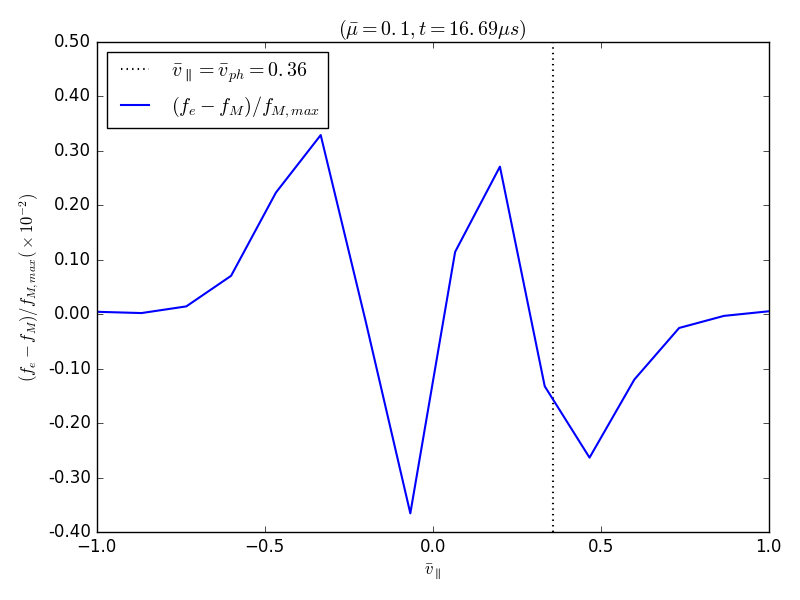 (μ̄ = 0.1, t = 16.69μs)
v̄∥ = v̄ph = 0.36
(fe − fM)/fM,max
0.50
0.40
0.30
0.20
0.10
0.00
-0.10
-0.20
-0.30
-0.40
(fe − fM)/fM,max(×10−2)
−1.0 −0.5 0.0 0.5 1.0
v̄∥